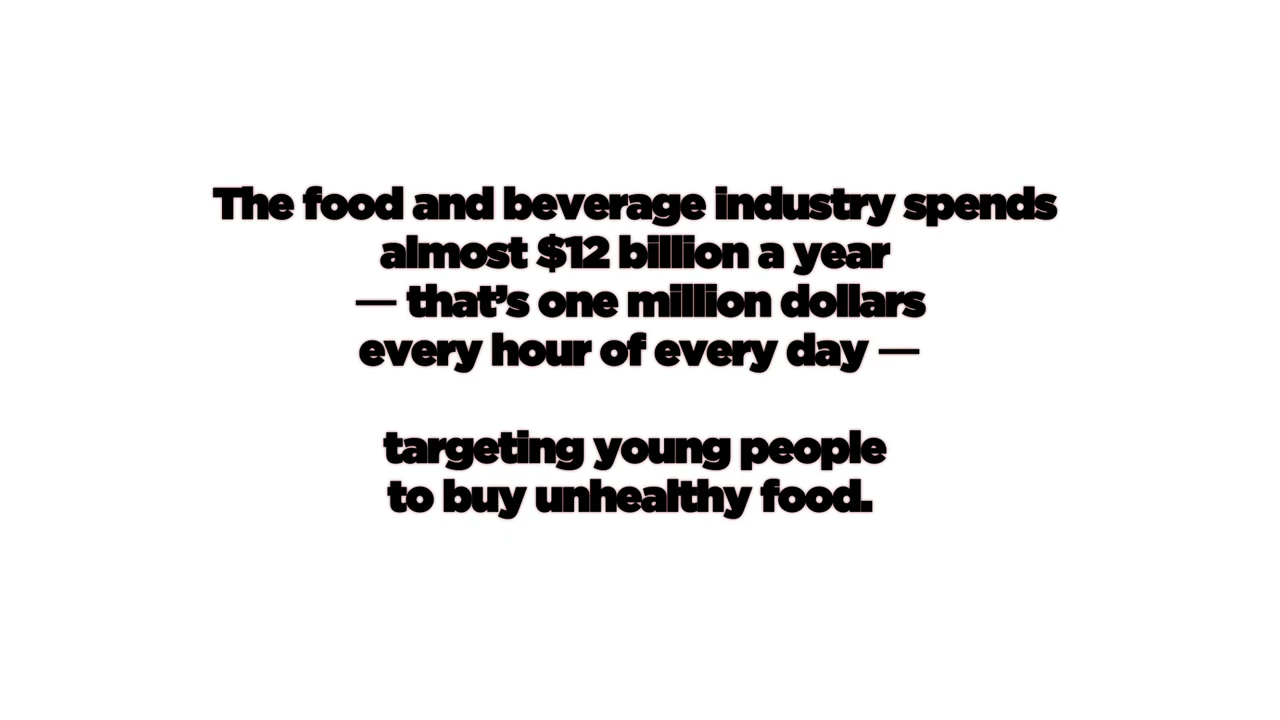 The food and beverage industry spends
almost $12 billion a year
— that’s one million dollars
every hour of every day —
targeting young people
to buy unhealthy food.